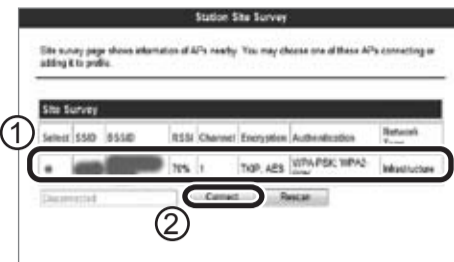 Station Site Survey
Site survey page shows information of APs nearby. You may choose one of these APs connecting or
adding it to profile.
Site Survey
①
Select SSID BSSID RSSI Channel Encryption Authentication Network
70% 1 TKIP, AES WPA-PSK; WPA2- Infrastructure
Disconnected Connect Rescan
②